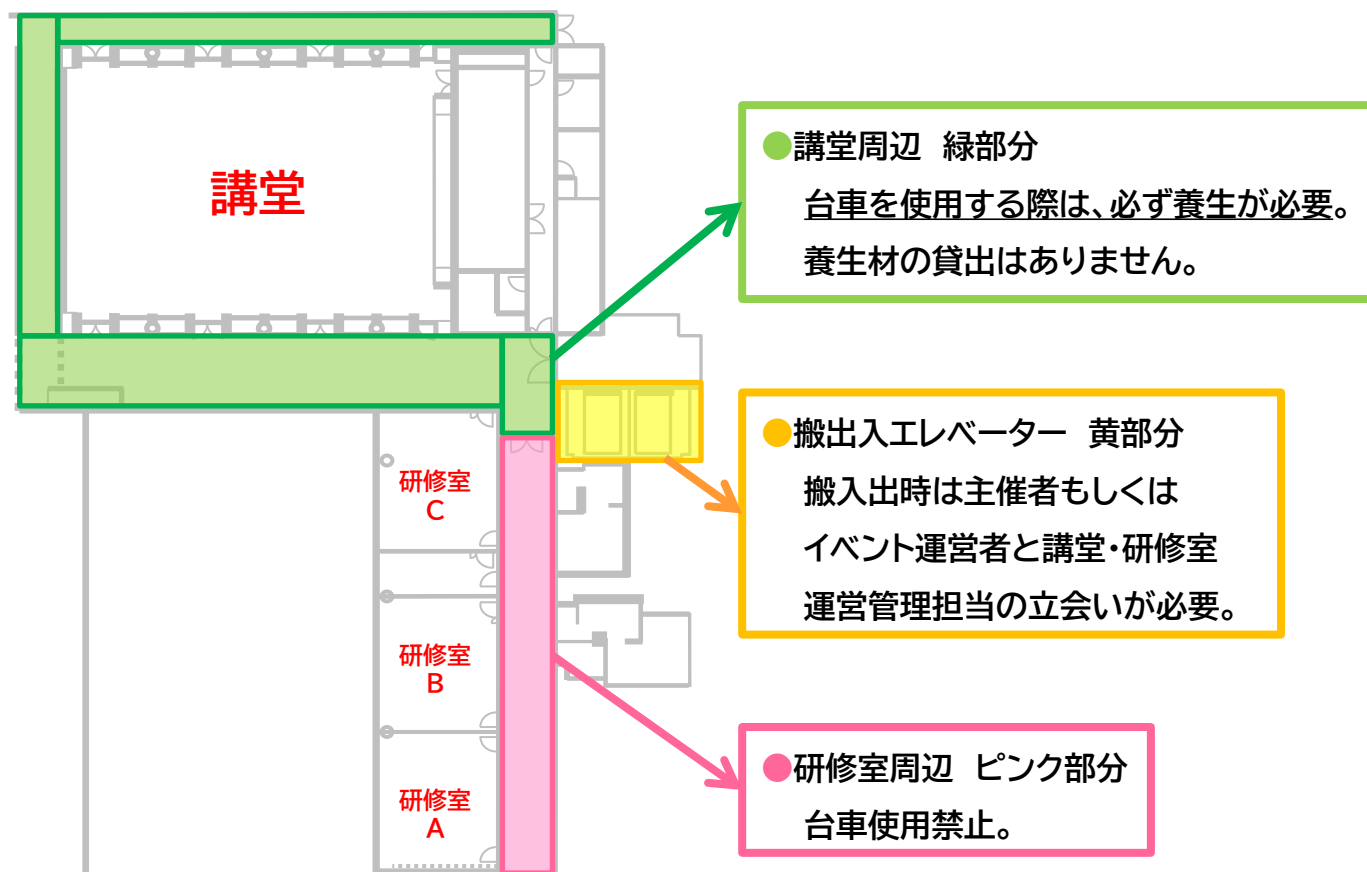 講堂
●講堂周辺 緑部分
台車を使用する際は、必ず養生が必要。
養生材の貸出はありません。
●搬出入エレベーター 黄部分
搬入出時は主催者もしくは
イベント運営者と講堂・研修室
運営管理担当の立会いが必要。
研修室
C
研修室
B
研修室
A
●研修室周辺 ピンク部分
台車使用禁止。